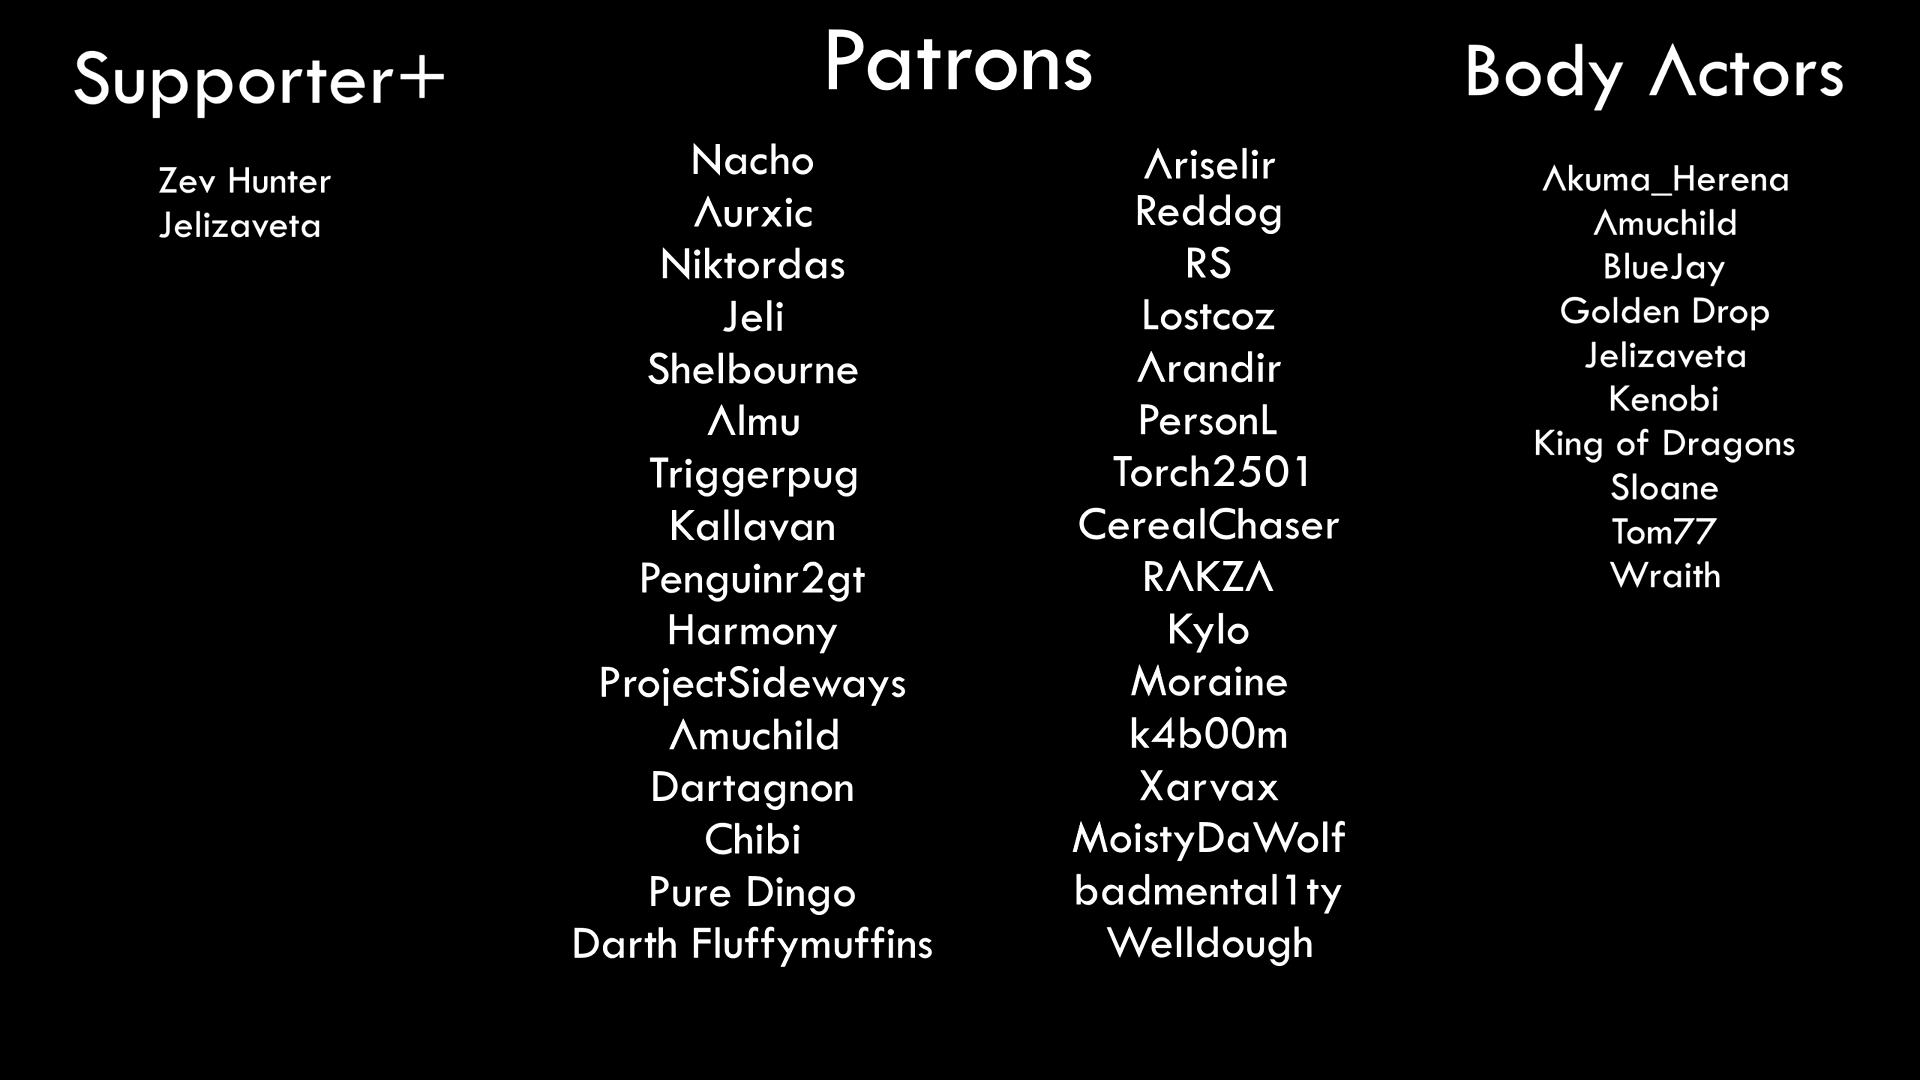 Supporter+
Zev Hunter
Jelizaveta
Patrons
Nacho
Aurxic
Niktordas
Jeli
Shelbourne
Almu
Triggerpug
Kallavan
Penguinr2gt
Harmony
ProjectSideways
Amuchild
Dartagnon
Chibi
Pure Dingo
Darth Fluffymuffins
Ariselir
Reddog
RS
Lostcoz
Arandir
PersonL
Torch2501
CerealChaser
RAKZA
Kylo
Moraine
k4b00m
Xarvax
MoistyDaWolf
badmental1ty
Welldough
Body Actors
Akuma_Herena
Amuchild
BlueJay
Golden Drop
Jelizaveta
Kenobi
King of Dragons
Sloane
Tom77
Wraith